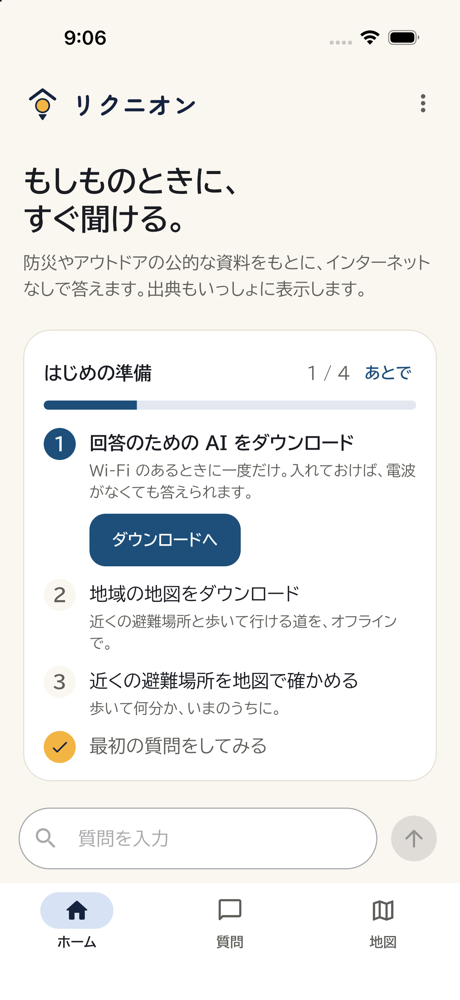 9:06
リクニオン
もしものときに、
すぐ聞ける。
防災やアウトドアの公的な資料をもとに、インターネット
なしで答えます。出典もいっしょに表示します。
はじめの準備 1 / 4 あとで
1 回答のための AI をダウンロード
Wi-Fi のあるときに一度だけ。入れておけば、電波
がなくても答えられます。
ダウンロードへ
2 地域の地図をダウンロード
近くの避難場所と歩いて行ける道を、オフライン
で。
3 近くの避難場所を地図で確かめる
歩いて何分か、いまのうちに。
最初の質問をしてみる
質問を入力
ホーム 質問 地図